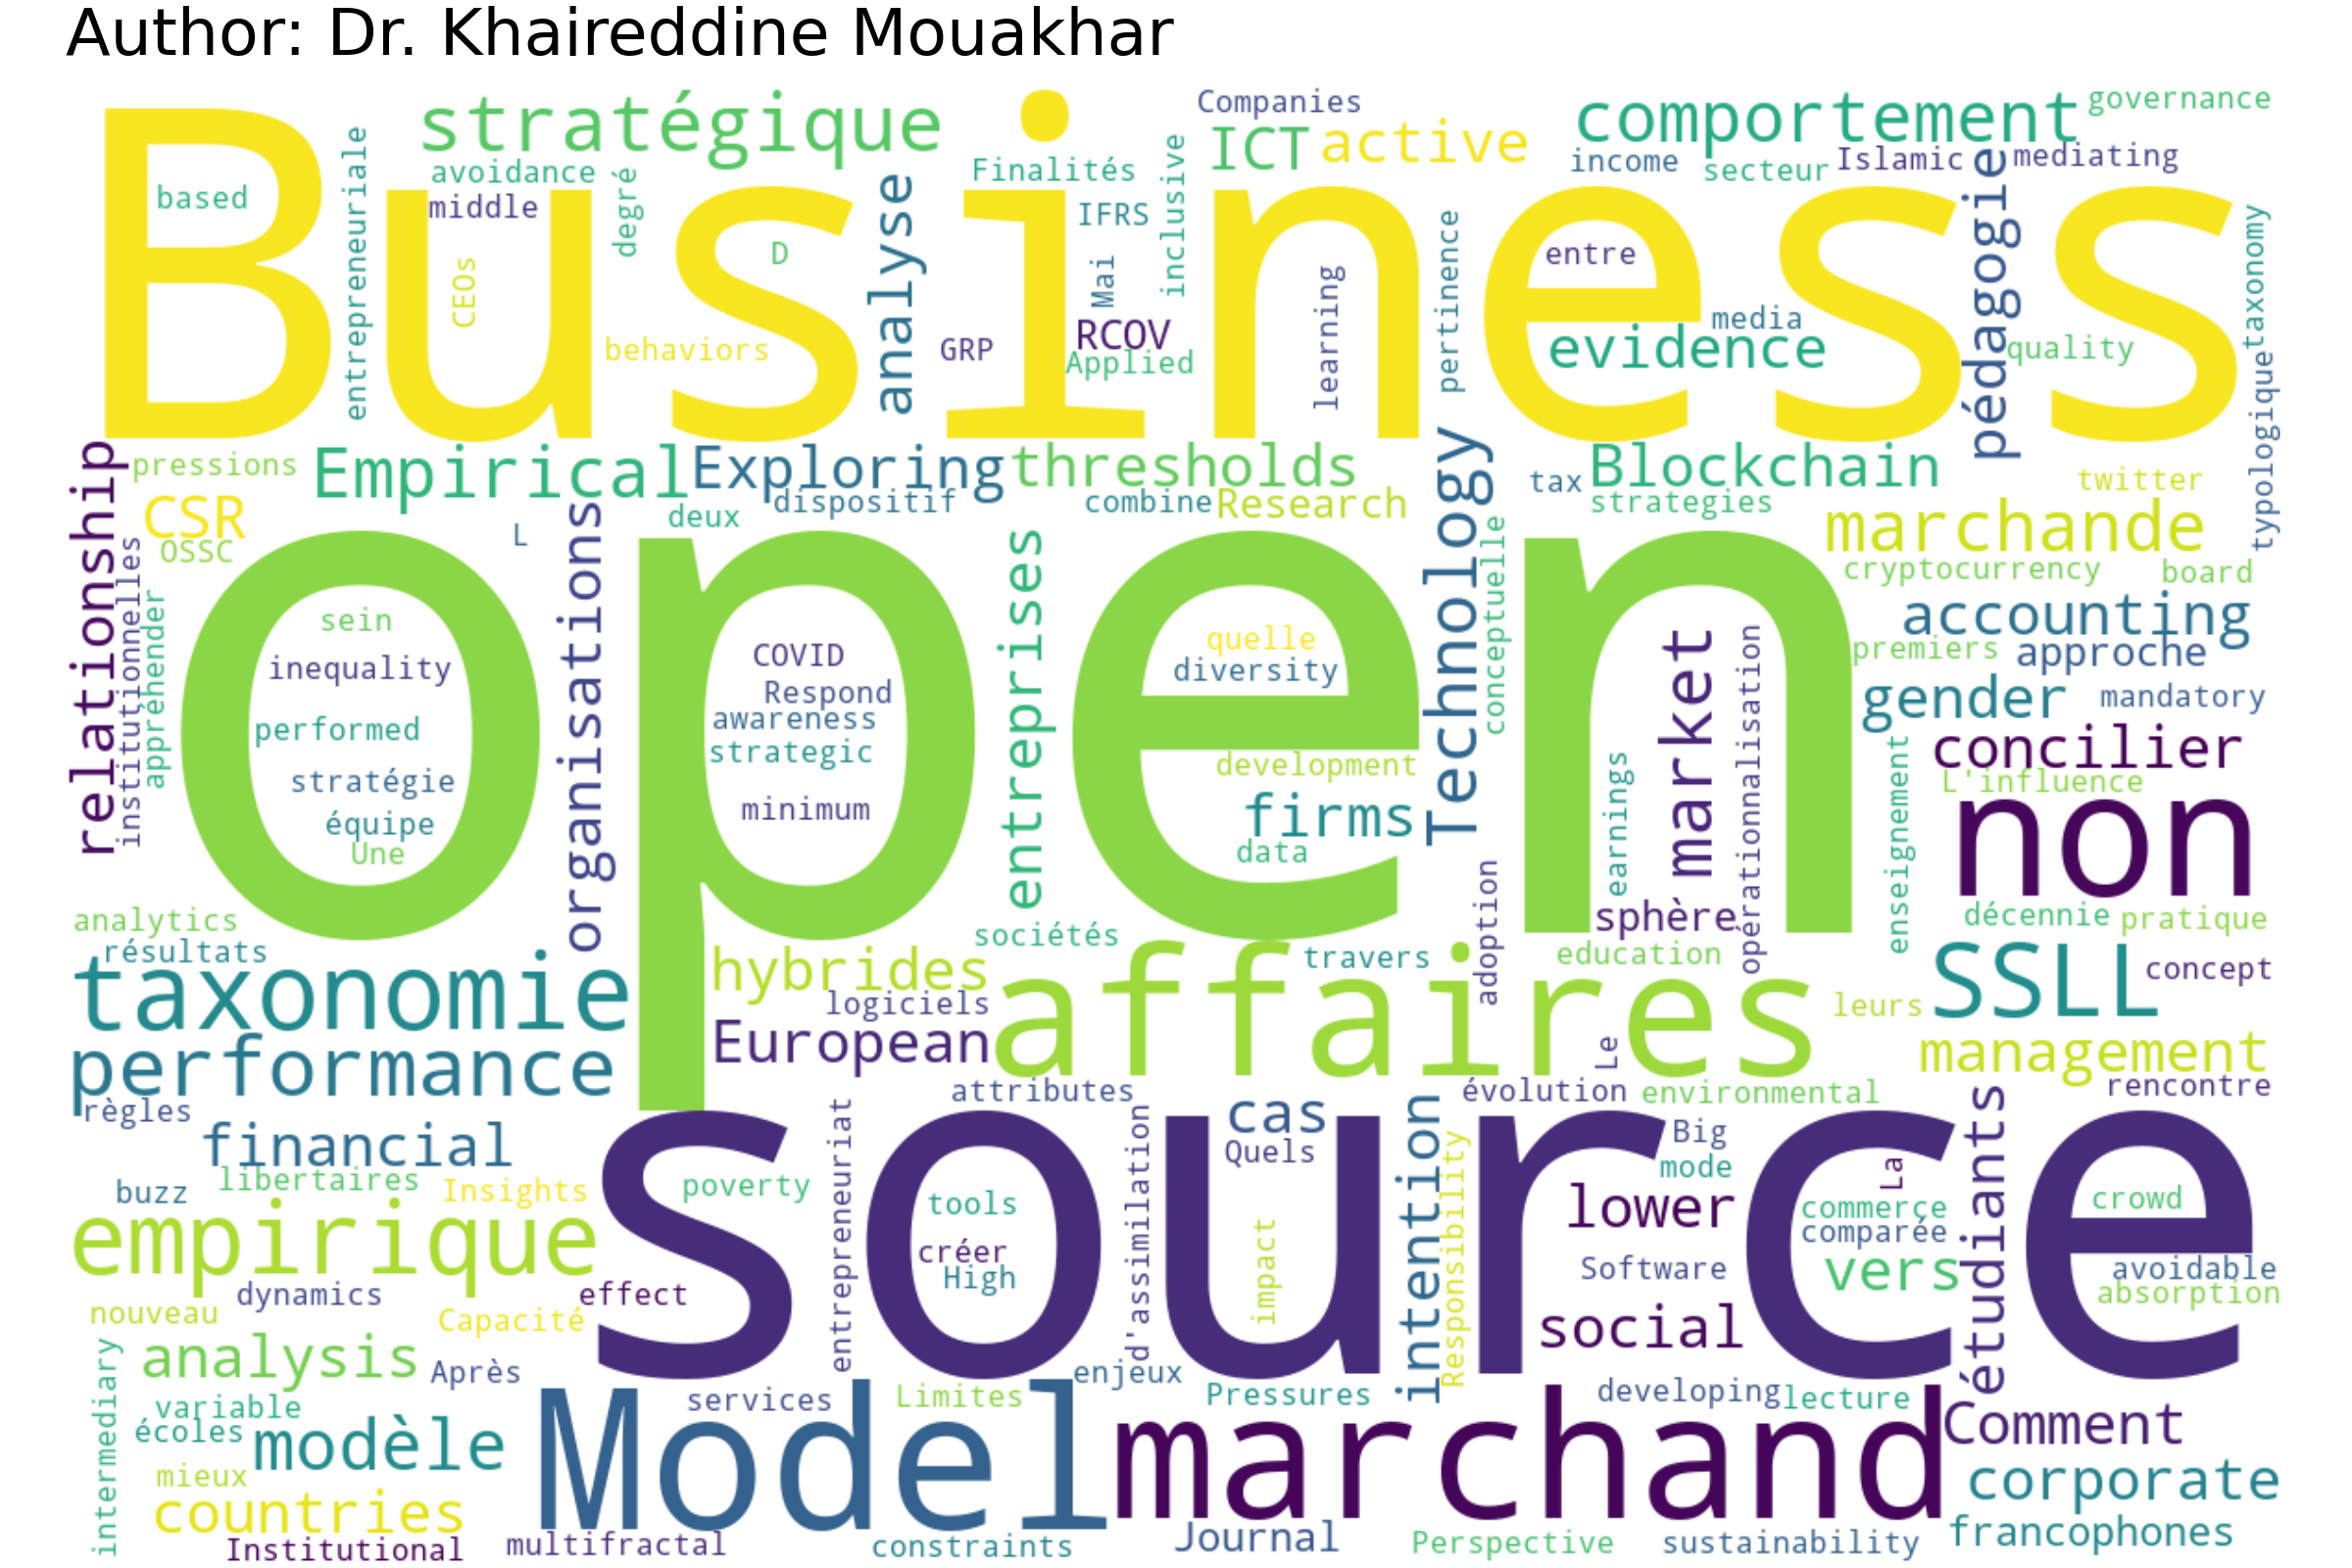 Author: Dr. Khaireddine Mouakhar
Business
stratégique
Companies
ICT
active
comportement
governance
based
entrepreneuriale
avoidance
middle
degré
CEOs
D
behaviors
analyse
Finalités
inclusive
IFRS
Mai
GRP
RCOV
Applied
learning
pertinence
income
secteur
Islamic
mediating
pédagogie
entre
media
evidence
quality
taxonomy
typologique
relationship
pressions
Empirical
Exploring
thresholds
Technology
tax
Blockchain
twitter
CSR
OSSC
L
organisations
deux
dispositif
combine
Research
strategies
marchande
open
institutionnelles
appréhender
sein
inequality
performed
stratégie
équipe
Une
COVID
Respond
awareness
strategic
minimum
entreprises
quelle
diversity
development
firms
data
conceptuelle
market
earnings
opérationnalisation
cryptocurrency
board
accounting
premiers
approche
gender
mandatory
concilier
L'influence
non
enseignement
décennie
pratique
sphère
adoption
analytics
résultats
taxonomie
sociétés
hybrides
logiciels
European
affaires
travers
education
leurs
SSLL
concept
performance
management
rencontre
règles
financial
attributes
évolution
Le
environmental
source
buzz
libertaires
Insights
empirique
poverty
entrepreneuriat
tools
créer
High
d'assimilation
cas
Quels
impact
intention
Responsibility
Big
mode
lower
Software
social
La
commerce
comparée
vers
étudiants
crowd
avoidable
absorption
dynamics
nouveau
effect
Capacité
intermediary
analysis
Après
variable
écoles
modèle
mieux
countries
Institutional
services
Limites
enjeux
Pressures
developing
lecture
Model
marchand
Comment
corporate
francophones
multifractal
constraints
Journal
Perspective
sustainability